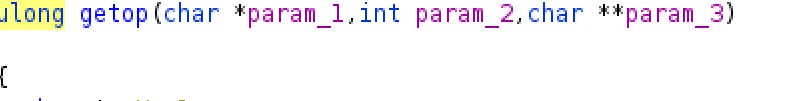 ulong getop(char *param_1,int param_2,char **param_3)
{